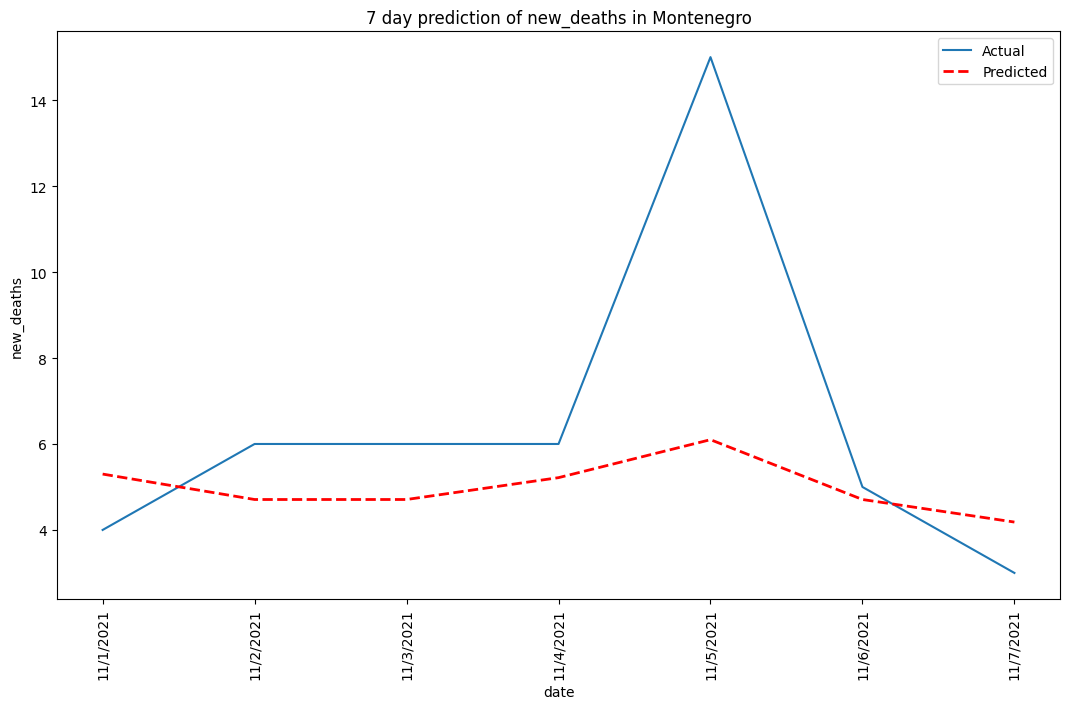 7 day prediction of new_deaths in Montenegro
Actual
Predicted
new_deaths
14
12
10
8
6
4
11/1/2021
11/2/2021
11/3/2021
11/4/2021
11/5/2021
11/6/2021
11/7/2021
date